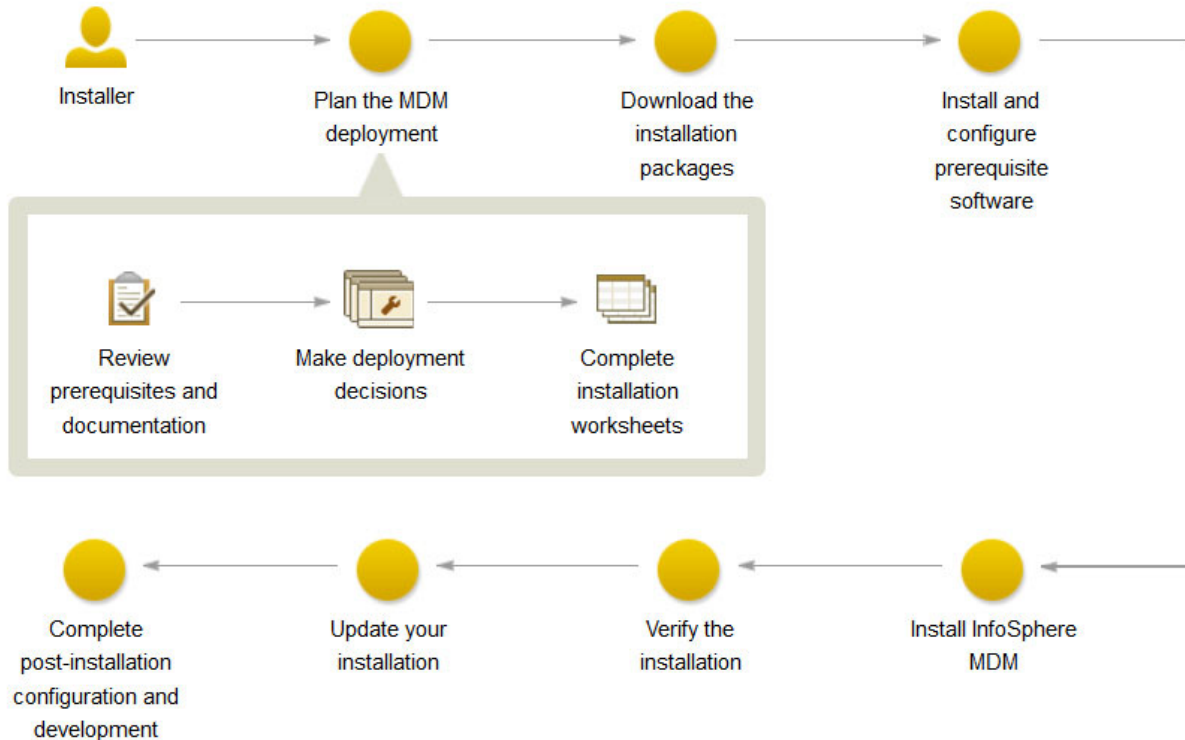 Installer
Plan the MDM
deployment
Download the
installation
packages
Install and
configure
prerequisite
software
Review
prerequisites and
documentation
Make deployment
decisions
Complete
installation
worksheets
Complete
post-installation
configuration and
development
Update your
installation
Verify the
installation
Install InfoSphere
MDM